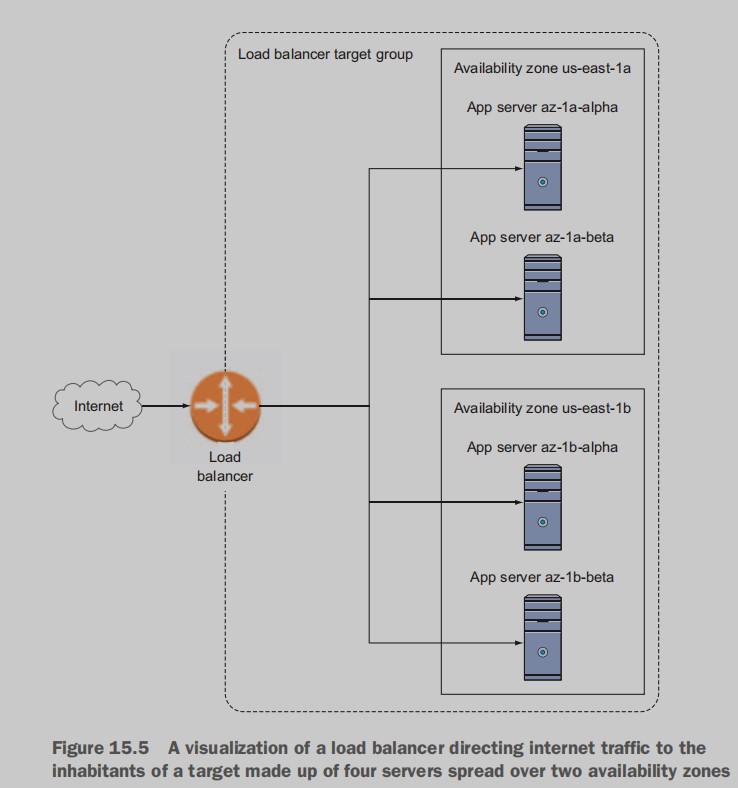 Load balancer target group
Availability zone us-east-1a
App server az-1a-alpha
App server az-1a-beta
Internet
Load
balancer
Availability zone us-east-1b
App server az-1b-alpha
App server az-1b-beta
Figure 15.5 A visualization of a load balancer directing internet traffic to the
inhabitants of a target made up of four servers spread over two availability zones